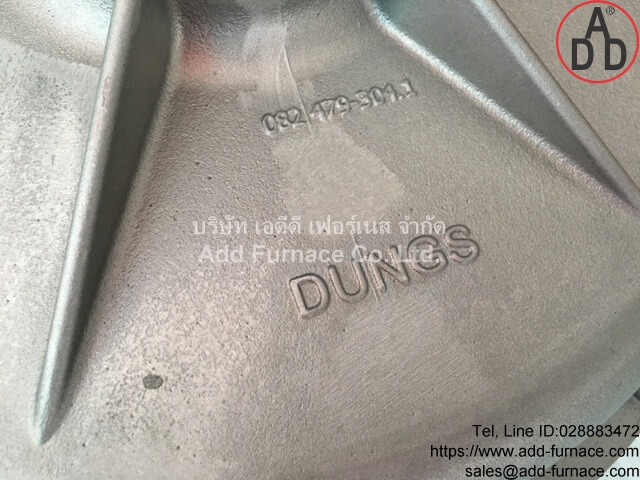 ADD
082 479-304.1
บริษัท เอดีดี เฟอร์เนส จำกัด
Add Furnace Co.,Ltd.
DUNGS
Tel, Line ID:028883472
https://www.add-furnace.com/
sales@add-furnace.com